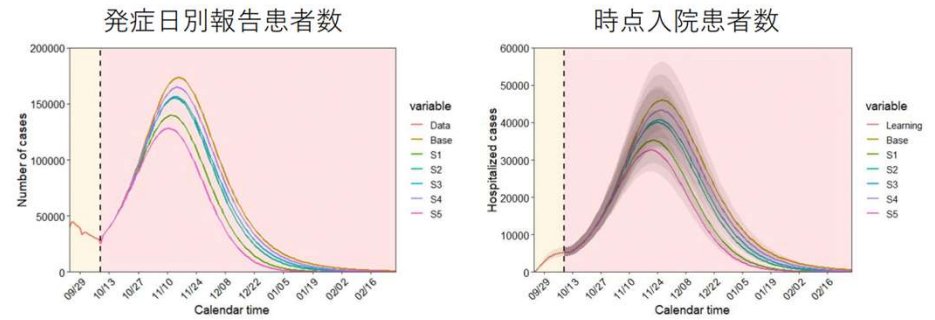 発症日別報告患者数
200000
150000
100000
50000
0
Number of cases
09/29
10/13
10/27
11/10
11/24
12/08
12/22
01/05
01/19
02/02
02/16
Calendar time
variable
Data
Base
S1
S2
S3
S4
S5
時点入院患者数
60000
50000
40000
30000
20000
10000
0
Hospitalized cases
09/29
10/13
10/27
11/10
11/24
12/08
12/22
01/05
01/19
02/02
02/16
Calendar time
variable
Learning
Base
S1
S2
S3
S4
S5